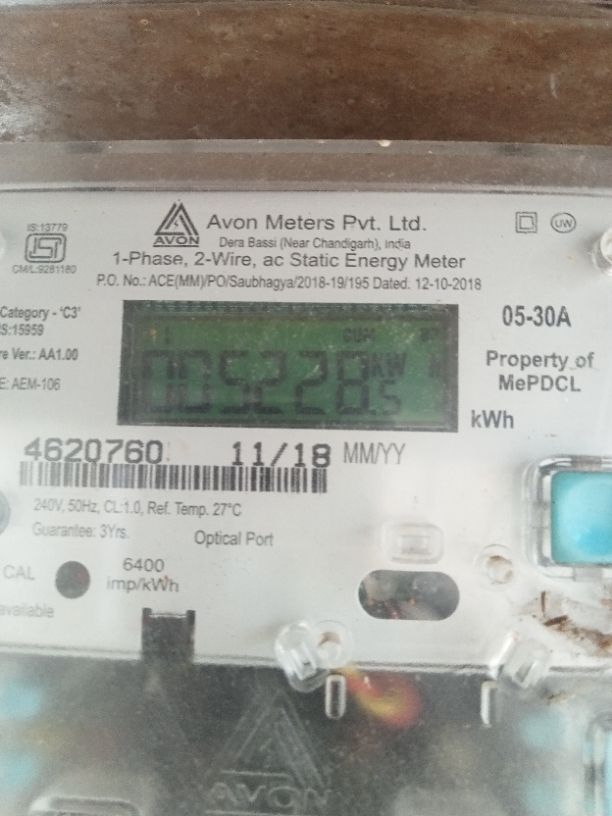 IS:13779
ISI
CM/L:9281180
AVON
Avon Meters Pvt. Ltd.
Dera Bassi (Near Chandigarh), India
UW
1-Phase, 2-Wire, ac Static Energy Meter
P.O. No.: ACE(MM)/PO/Saubhagya/2018-19/195 Dated. 12-10-2018
Category - 'C3'
S:15959
re Ver.: AA1.00
E: AEM-106
CUM
005228.5
kW H
05-30A
Property of
MePDCL
kWh
4620760 11/18 MM/YY
240V, 50Hz, CL:1.0, Ref. Temp. 27°C
Guarantee: 3Yrs.
Optical Port
CAL
6400
imp/kWh
available
AVON